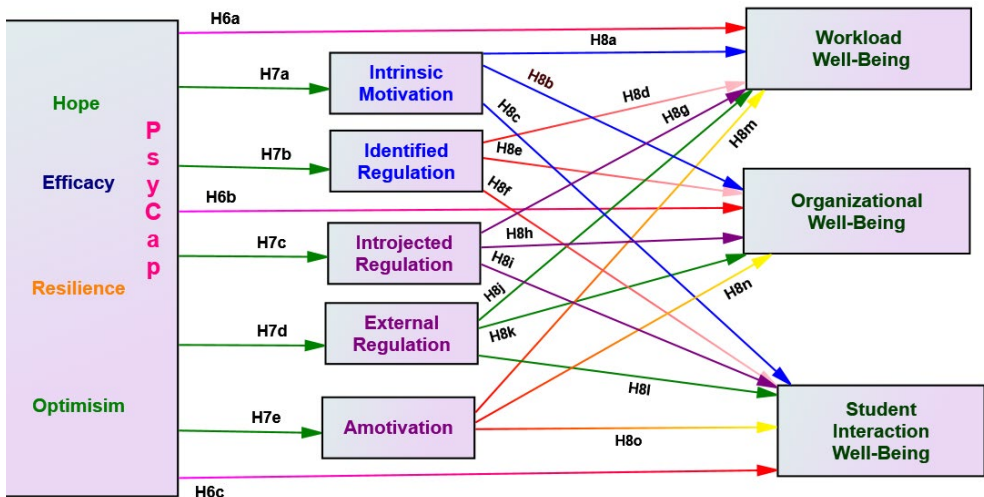 H6a
Workload
Well-Being
H8a
H7a
Intrinsic
Motivation
H8b
H8c
H8d
H8g
H8m
Hope
PsyCap
H7b
Identified
Regulation
H8e
H8f
Efficacy
H6b
Organizational
Well-Being
H7c
Introjected
Regulation
H8h
H8i
Resilience
H8j
H8n
H7d
External
Regulation
H8k
H8l
Optimisim
H7e
Amotivation
H8o
Student
Interaction
Well-Being
H6c